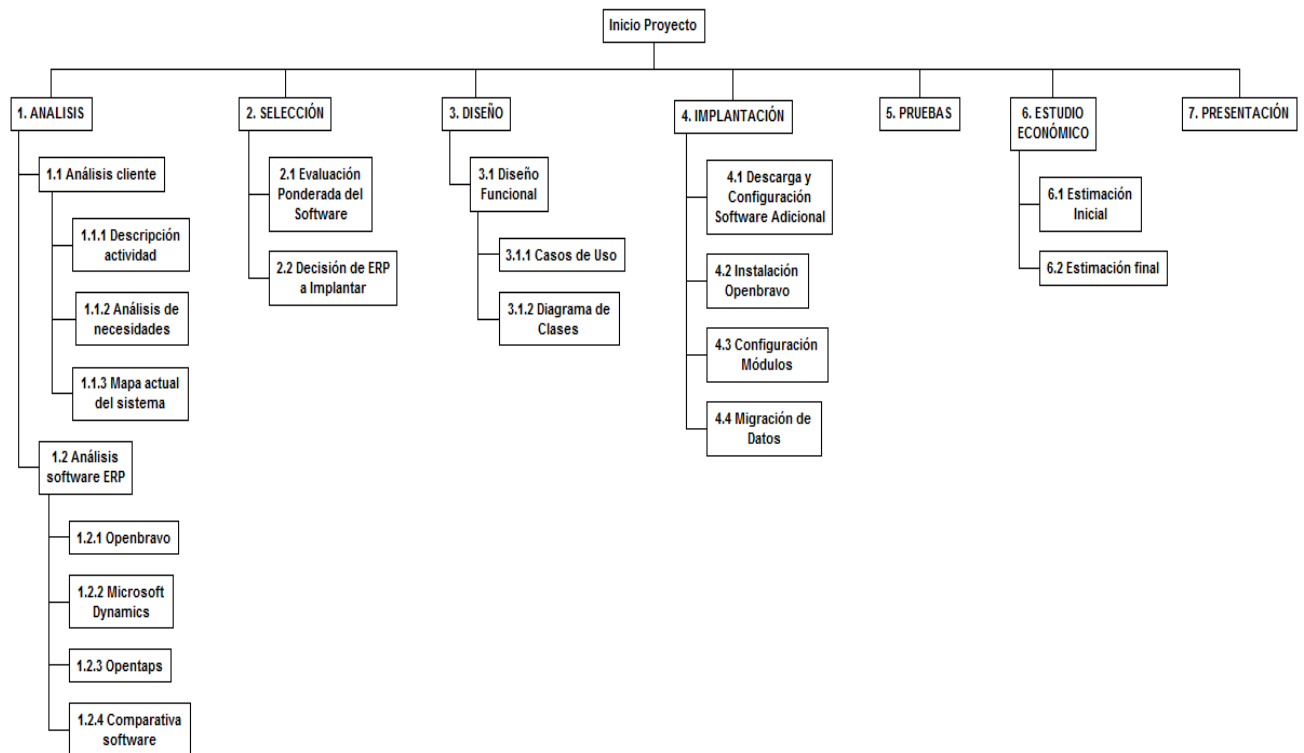 Inicio Proyecto
1. ANALISIS
1.1 Análisis cliente
1.1.1 Descripción
actividad
1.1.2 Análisis de
necesidades
1.1.3 Mapa actual
del sistema
1.2 Análisis
software ERP
1.2.1 Openbravo
1.2.2 Microsoft
Dynamics
1.2.3 Opentaps
1.2.4 Comparativa
software
2. SELECCIÓN
2.1 Evaluación
Ponderada del
Software
2.2 Decisión de ERP
a Implantar
3. DISEÑO
3.1 Diseño
Funcional
3.1.1 Casos de Uso
3.1.2 Diagrama de
Clases
4. IMPLANTACIÓN
4.1 Descarga y
Configuración
Software Adicional
4.2 Instalación
Openbravo
4.3 Configuración
Módulos
4.4 Migración de
Datos
5. PRUEBAS
6. ESTUDIO
ECONÓMICO
6.1 Estimación
Inicial
6.2 Estimación final
7. PRESENTACIÓN